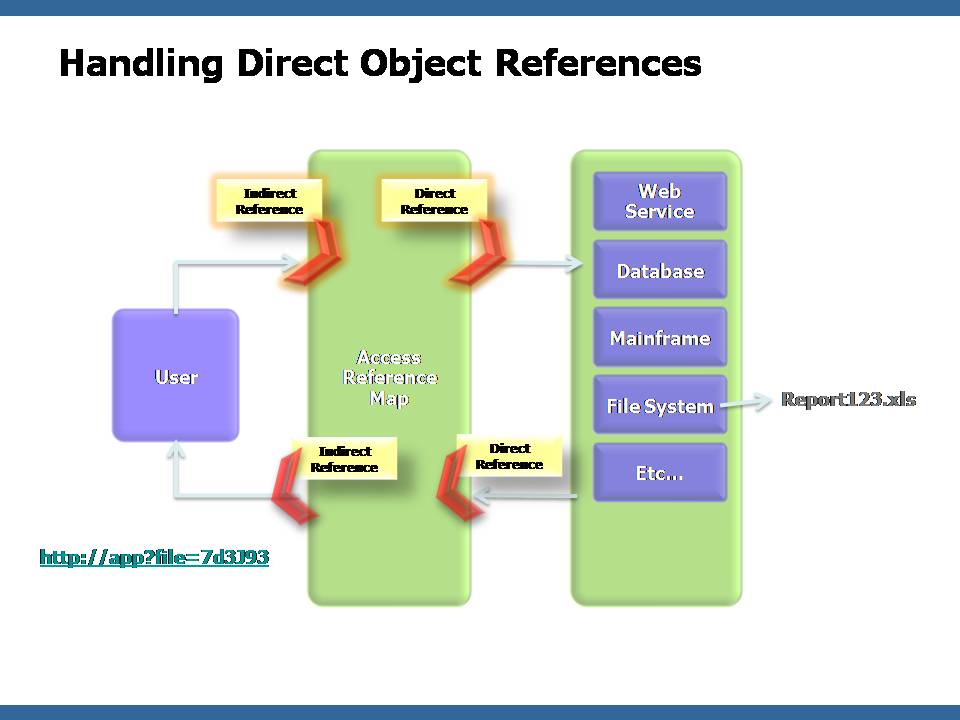 Handling Direct Object References
Indirect
Reference
Direct
Reference
Web
Service
Database
Mainframe
File System
Etc...
Report123.xls
User
Access
Reference
Map
Indirect
Reference
Direct
Reference
http://app?file=7d3J93